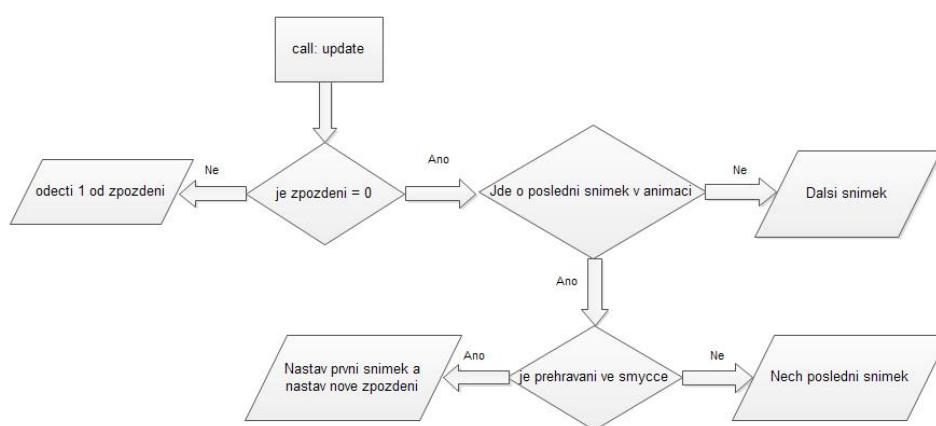 call: update
Ne
Ano
odecti 1 od zpozdeni
je zpozdeni = 0
Jde o posledni snimek v animaci
Ne
Dalsi snimek
Ano
Nastav prvni snimek a
nastav nove zpozdeni
Ano
je prehravani ve smycce
Ne
Nech posledni snimek